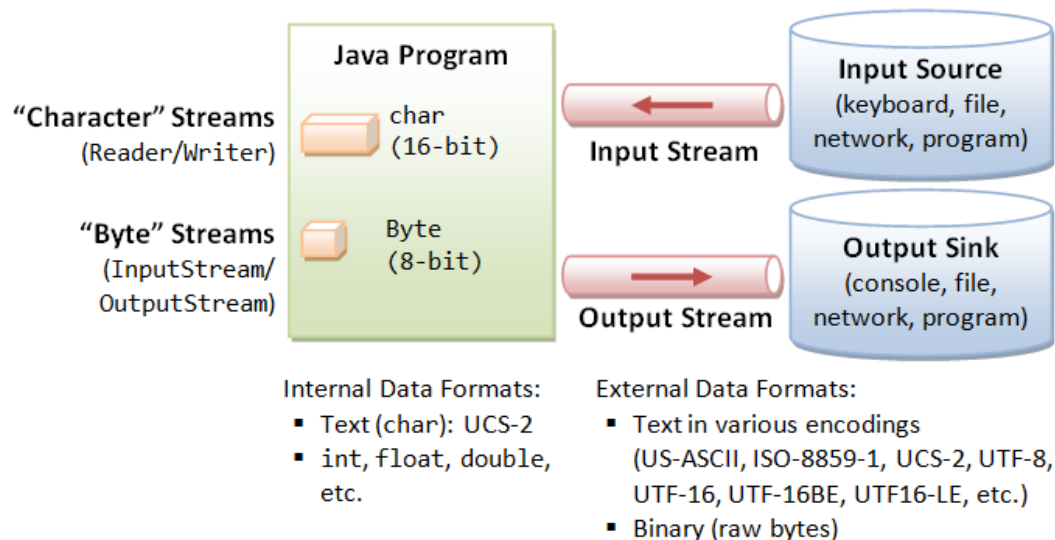 Java Program
“Character” Streams
(Reader/Writer)
char
(16-bit)
“Byte” Streams
(InputStream/
OutputStream)
Byte
(8-bit)
Input Stream
Input Source
(keyboard, file,
network, program)
Output Stream
Output Sink
(console, file,
network, program)
Internal Data Formats:
▪ Text (char): UCS-2
▪ int, float, double,
etc.
External Data Formats:
▪ Text in various encodings
(US-ASCII, ISO-8859-1, UCS-2, UTF-8,
UTF-16, UTF-16BE, UTF16-LE, etc.)
▪ Binary (raw bytes)